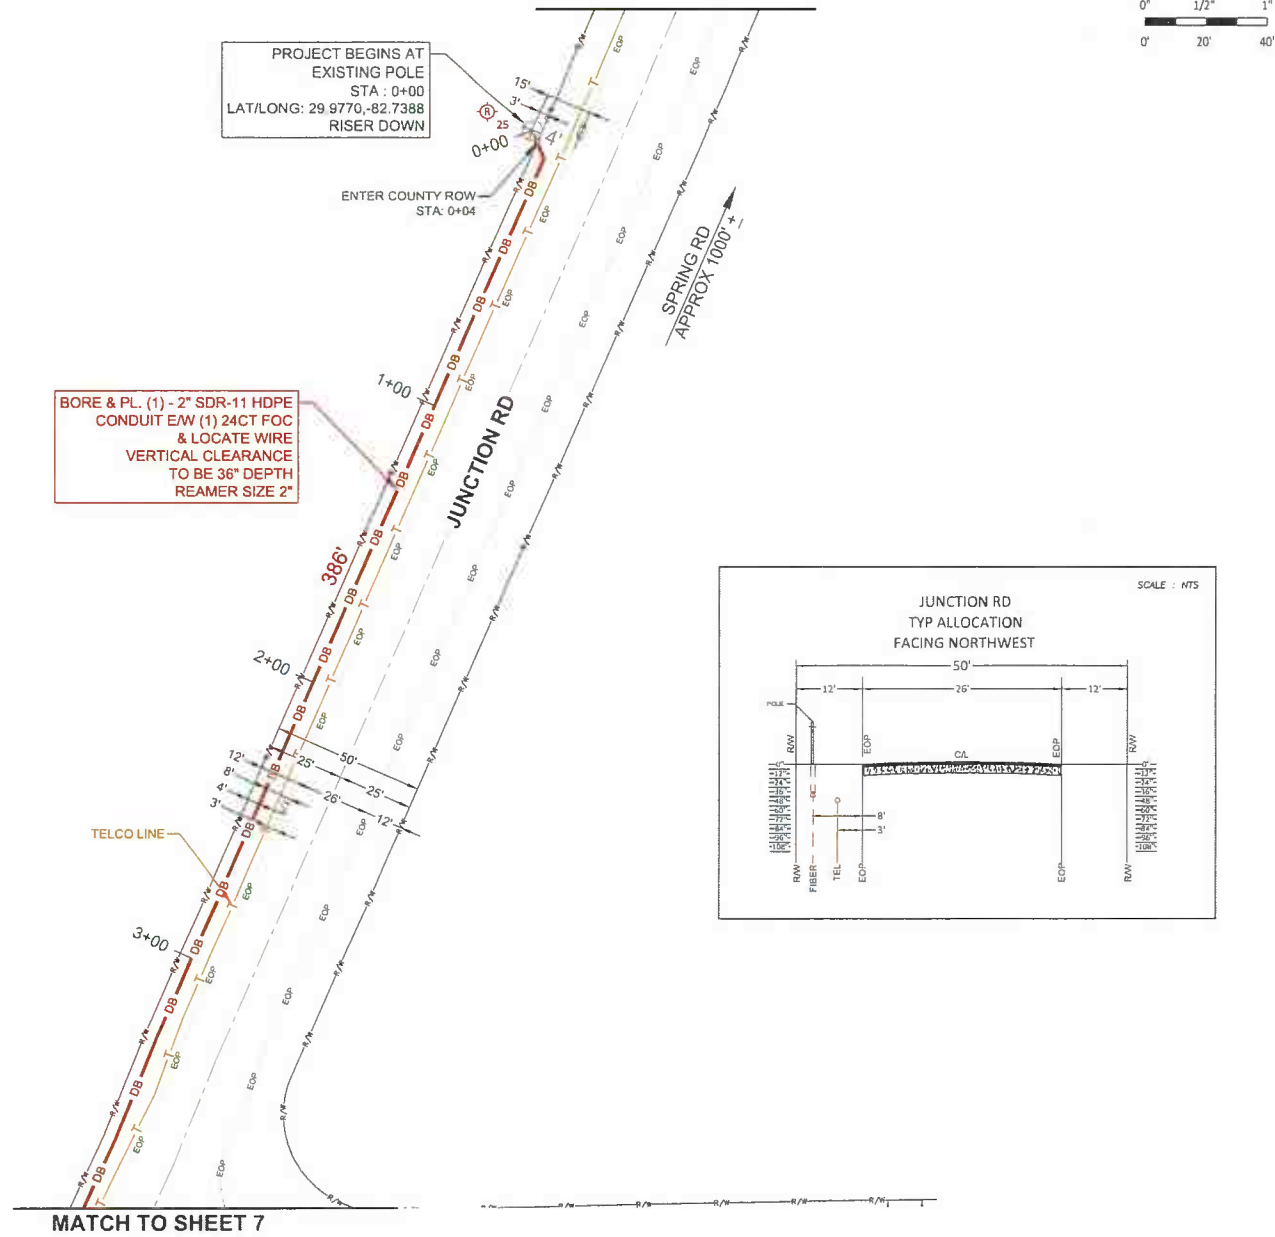 0" 1/2" 1"
0' 20' 40'
PROJECT BEGINS AT
EXISTING POLE
STA : 0+00
LAT/LONG: 29.9770,-82.7388
RISER DOWN
R
25
15'
3'
0+00
4'
ENTER COUNTY ROW
STA: 0+04
SPRING RD
APPROX 1000' +
JUNCTION RD
1+00
BORE & PL. (1) - 2" SDR-11 HDPE
CONDUIT E/W (1) 24CT FOC
& LOCATE WIRE
VERTICAL CLEARANCE
TO BE 36" DEPTH
REAMER SIZE 2"
386'
2+00
12'
8'
4'
3'
50'
25'
25'
26'
12'
TELCO LINE
3+00
R/W
DB
T
EOP
MATCH TO SHEET 7
SCALE : NTS
JUNCTION RD
TYP ALLOCATION
FACING NORTHWEST
50'
12' 26' 12'
POLE
R/W EOP C/L EOP R/W
8'
3'
R/W FIBER TEL EOP EOP R/W